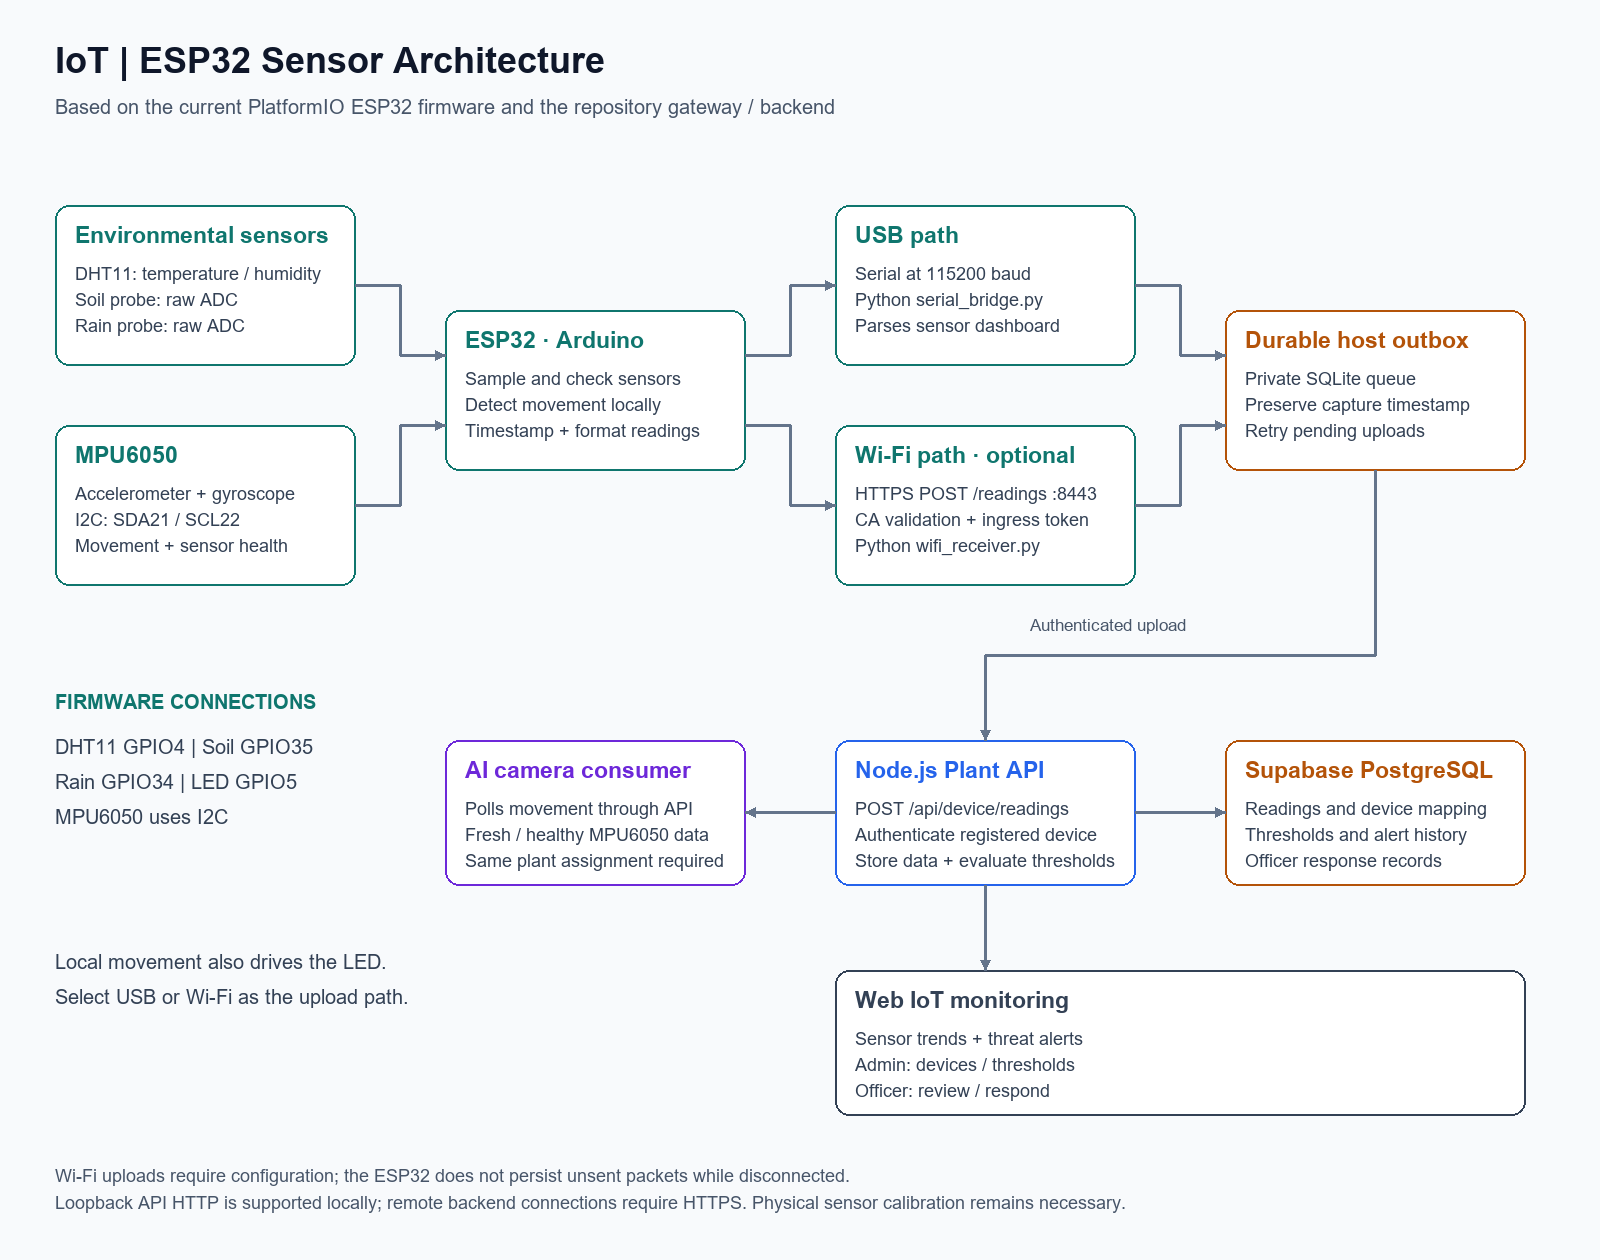 IoT | ESP32 Sensor Architecture
Based on the current PlatformIO ESP32 firmware and the repository gateway / backend
Environmental sensors
DHT11: temperature / humidity
Soil probe: raw ADC
Rain probe: raw ADC
MPU6050
Accelerometer + gyroscope
I2C: SDA21 / SCL22
Movement + sensor health
ESP32 · Arduino
Sample and check sensors
Detect movement locally
Timestamp + format readings
USB path
Serial at 115200 baud
Python serial_bridge.py
Parses sensor dashboard
Wi-Fi path · optional
HTTPS POST /readings :8443
CA validation + ingress token
Python wifi_receiver.py
Durable host outbox
Private SQLite queue
Preserve capture timestamp
Retry pending uploads
Authenticated upload
FIRMWARE CONNECTIONS
DHT11 GPIO4 | Soil GPIO35
Rain GPIO34 | LED GPIO5
MPU6050 uses I2C
AI camera consumer
Polls movement through API
Fresh / healthy MPU6050 data
Same plant assignment required
Node.js Plant API
POST /api/device/readings
Authenticate registered device
Store data + evaluate thresholds
Supabase PostgreSQL
Readings and device mapping
Thresholds and alert history
Officer response records
Local movement also drives the LED.
Select USB or Wi-Fi as the upload path.
Web IoT monitoring
Sensor trends + threat alerts
Admin: devices / thresholds
Officer: review / respond
Wi-Fi uploads require configuration; the ESP32 does not persist unsent packets while disconnected.
Loopback API HTTP is supported locally; remote backend connections require HTTPS. Physical sensor calibration remains necessary.